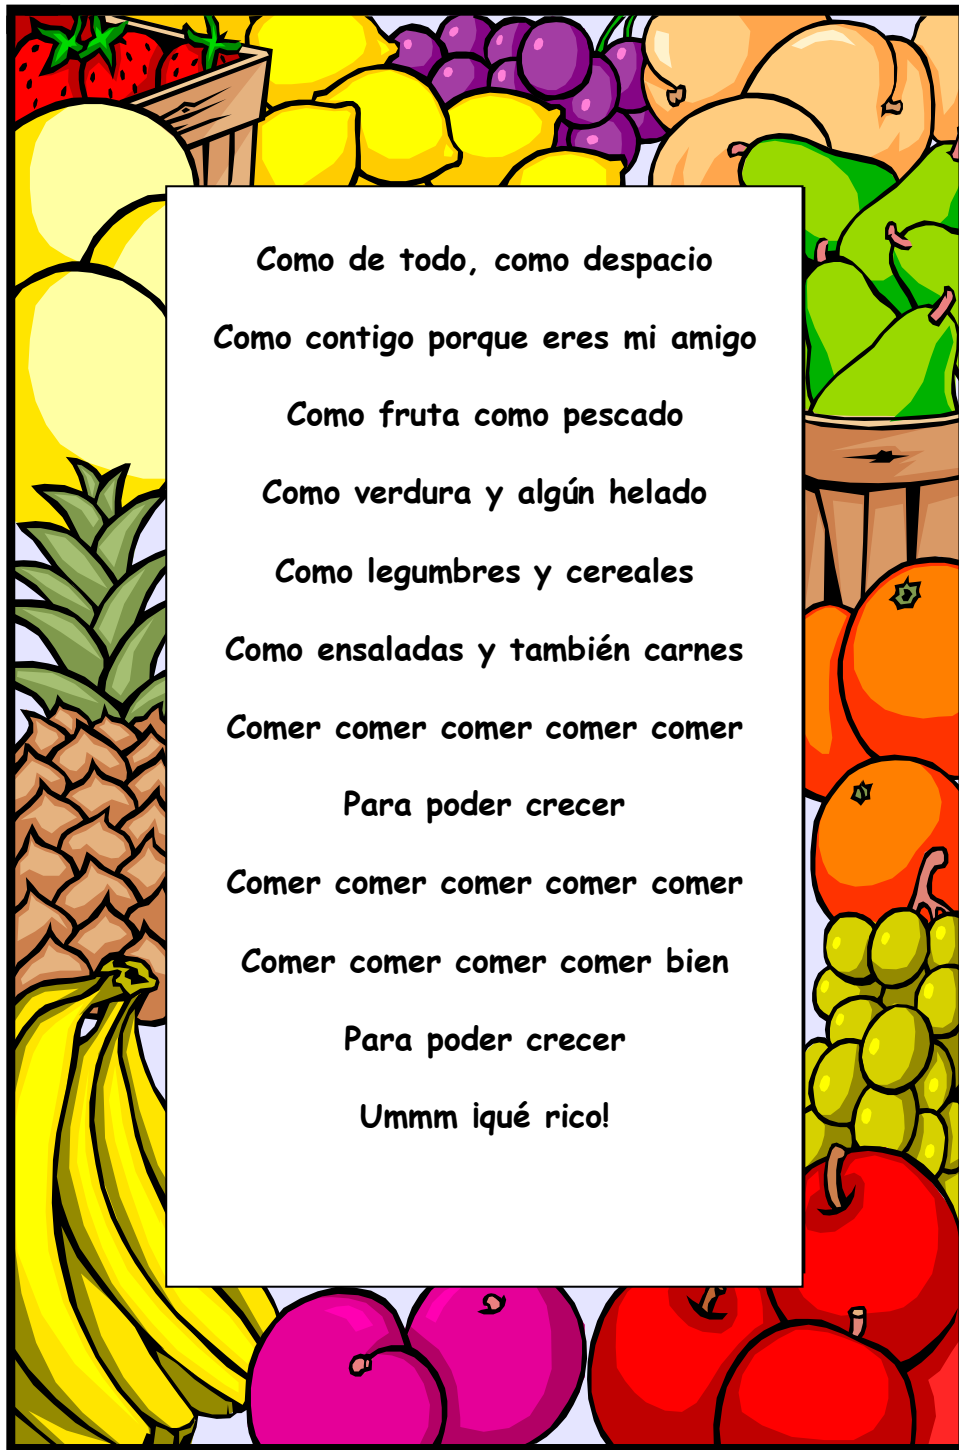 Como de todo, como despacio
Como contigo porque eres mi amigo
Como fruta como pescado
Como verdura y algún helado
Como legumbres y cereales
Como ensaladas y también carnes
Comer comer comer comer comer
Para poder crecer
Comer comer comer comer comer
Comer comer comer comer bien
Para poder crecer
Ummm ¡qué rico!